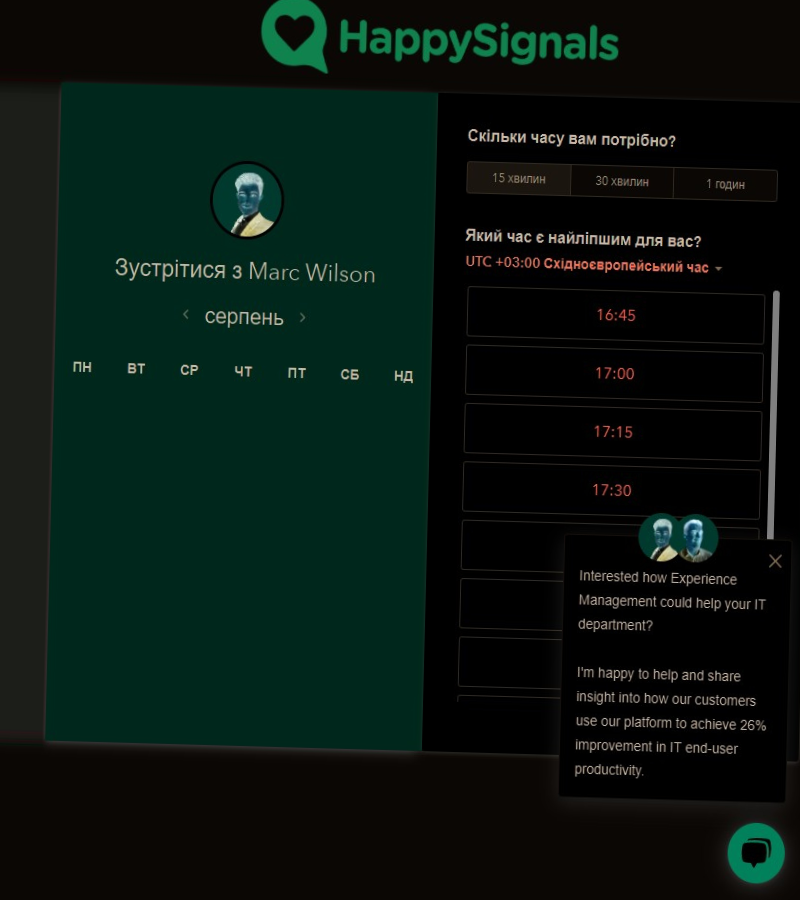 HappySignals
Зустрітися з Marc Wilson
серпень
ПН ВТ СР ЧТ ПТ СБ НД
Скільки часу вам потрібно?
15 хвилин 30 хвилин 1 годин
Який час є найліпшим для вас?
UTC +03:00 Східноєвропейський час
16:45
17:00
17:15
17:30
Interested how Experience
Management could help your IT
department?
I'm happy to help and share
insight into how our customers
use our platform to achieve 26%
improvement in IT end-user
productivity.